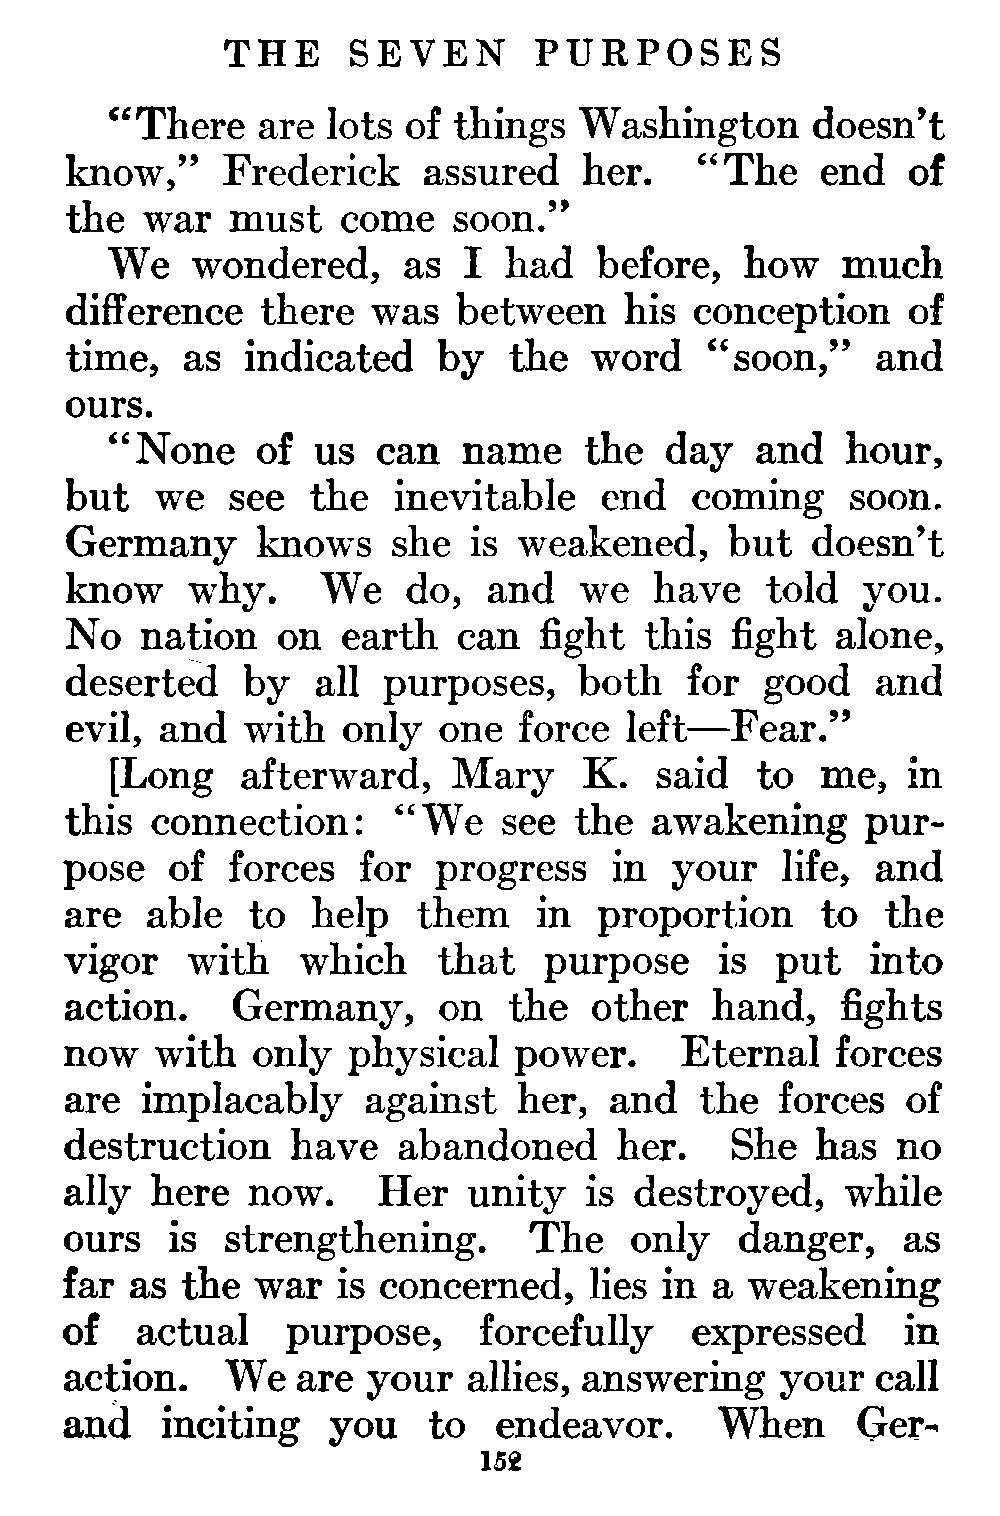 THE SEVEN PURPOSES
“There are lots of things Washington doesn’t
know,” Frederick assured her. “The end of
the war must come soon.”
We wondered, as I had before, how much
difference there was between his conception of
time, as indicated by the word “soon,” and
ours.
“None of us can name the day and hour,
but we see the inevitable end coming soon.
Germany knows she is weakened, but doesn’t
know why. We do, and we have told you.
No nation on earth can fight this fight alone,
deserted by all purposes, both for good and
evil, and with only one force left—Fear.”
[Long afterward, Mary K. said to me, in
this connection: “We see the awakening pur-
pose of forces for progress in your life, and
are able to help them in proportion to the
vigor with which that purpose is put into
action. Germany, on the other hand, fights
now with only physical power. Eternal forces
are implacably against her, and the forces of
destruction have abandoned her. She has no
ally here now. Her unity is destroyed, while
ours is strengthening. The only danger, as
far as the war is concerned, lies in a weakening
of actual purpose, forcefully expressed in
action. We are your allies, answering your call
and inciting you to endeavor. When Ger-
152